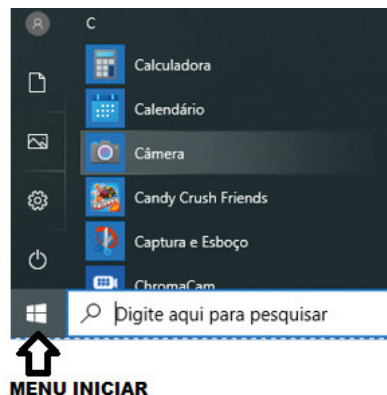 C
Calculadora
Calendário
Câmera
Candy Crush Friends
Captura e Esboço
ChromaCam
Digite aqui para pesquisar
MENU INICIAR